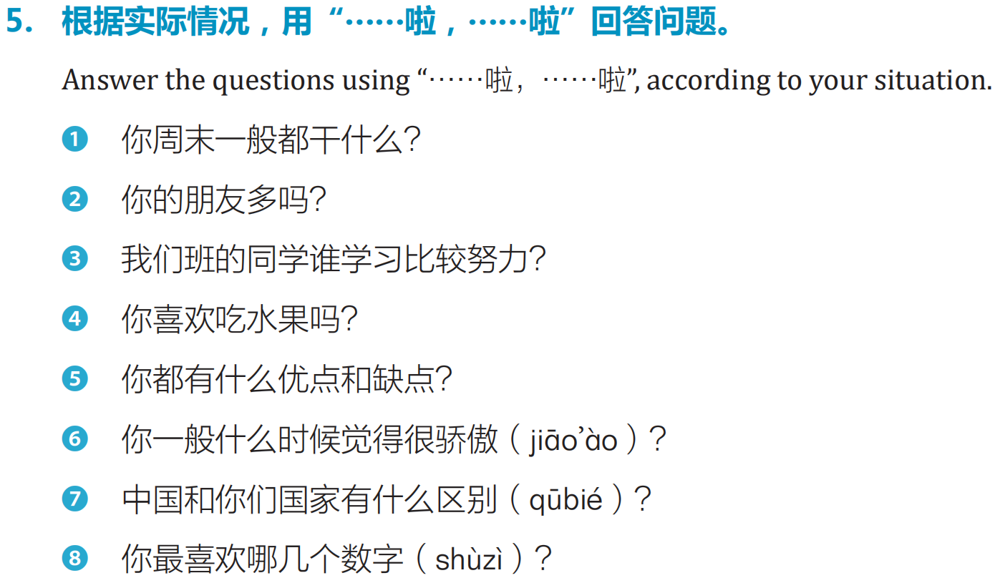 5. 根据实际情况，用“……啦，……啦”回答问题。
Answer the questions using “……啦，……啦”, according to your situation.
1 你周末一般都干什么？
2 你的朋友多吗？
3 我们班的同学谁学习比较努力？
4 你喜欢吃水果吗？
5 你都有什么优点和缺点？
6 你一般什么时候觉得很骄傲（jiāo’ào）？
7 中国和你们国家有什么区别（qūbié）？
8 你最喜欢哪几个数字（shùzì）？